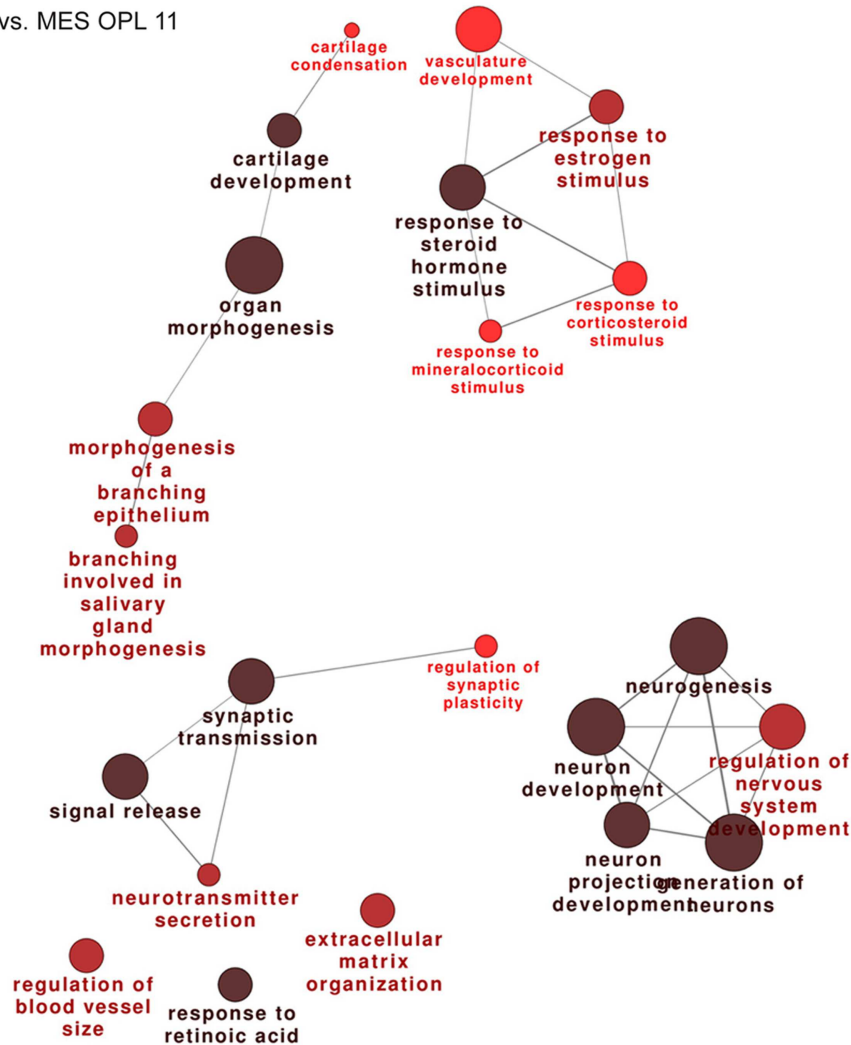 vs. MES OPL 11
cartilage
condensation
vasculature
development
cartilage
development
response to
estrogen
stimulus
response to
steroid
hormone
stimulus
organ
morphogenesis
response to
corticosteroid
stimulus
response to
mineralocorticoid
stimulus
morphogenesis
of a
branching
epithelium
branching
involved in
salivary
gland
morphogenesis
regulation of
synaptic
plasticity
synaptic
transmission
signal release
neurotransmitter
secretion
neurogenesis
neuron
development
regulation of
nervous
system
development
neuron
projection
development
generation of
neurons
extracellular
matrix
organization
regulation of
blood vessel
size
response to
retinoic acid